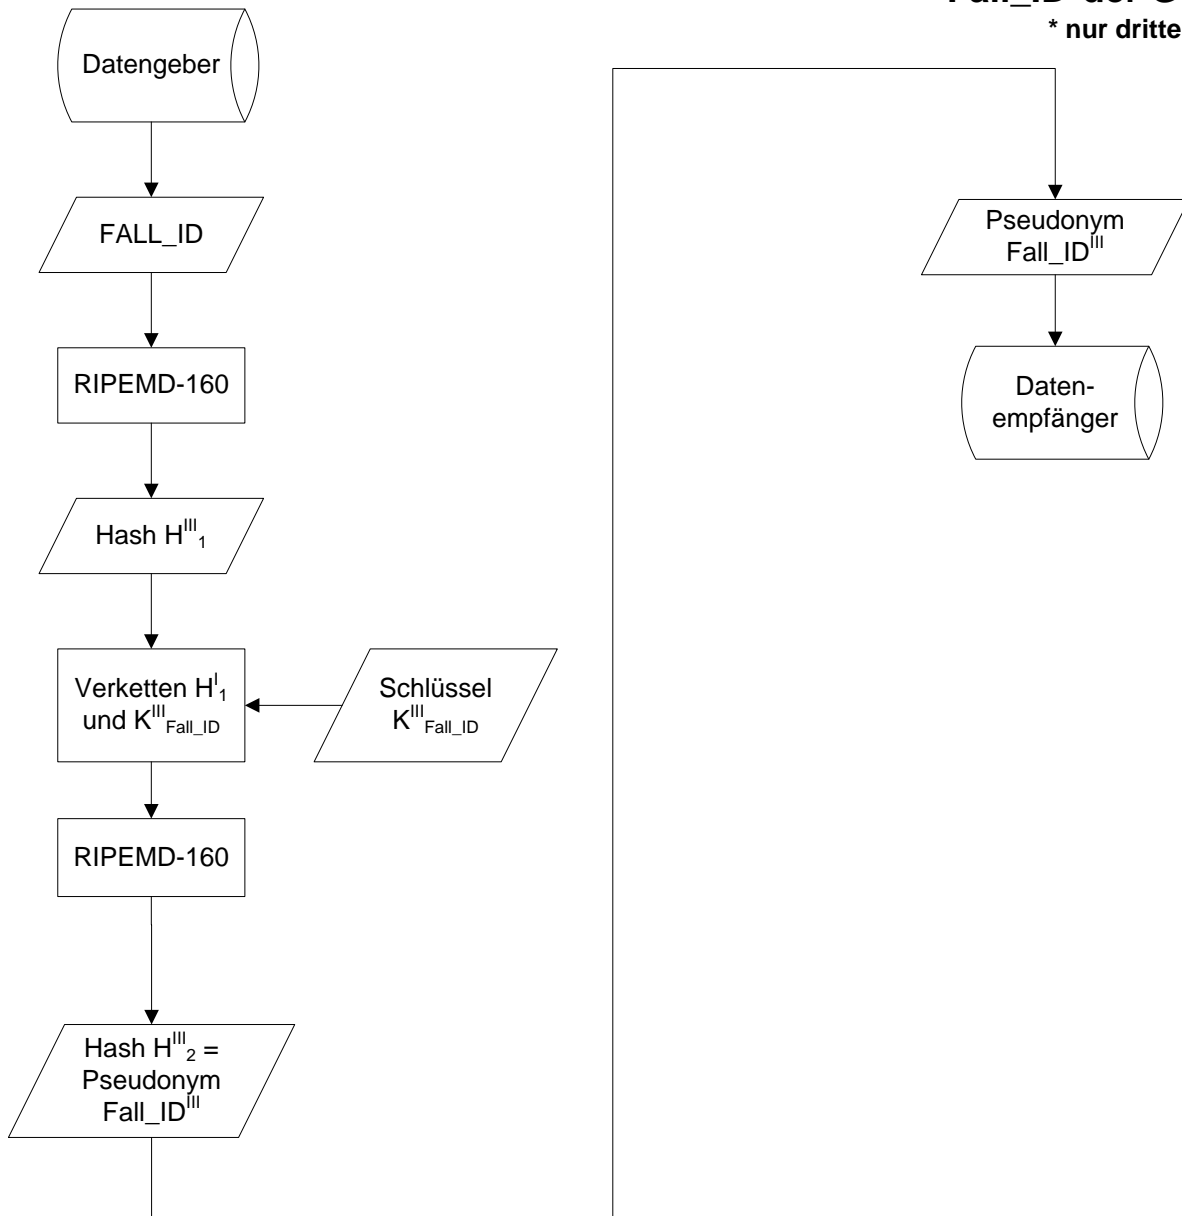 * nur dritte
Datengeber
FALL_ID
RIPEMD-160
Hash H^III_1
Verketten H^I_1
und K^III_Fall_ID
Schlüssel
K^III_Fall_ID
RIPEMD-160
Hash H^III_2 =
Pseudonym
Fall_ID^III
Pseudonym
Fall_ID^III
Daten-
empfänger